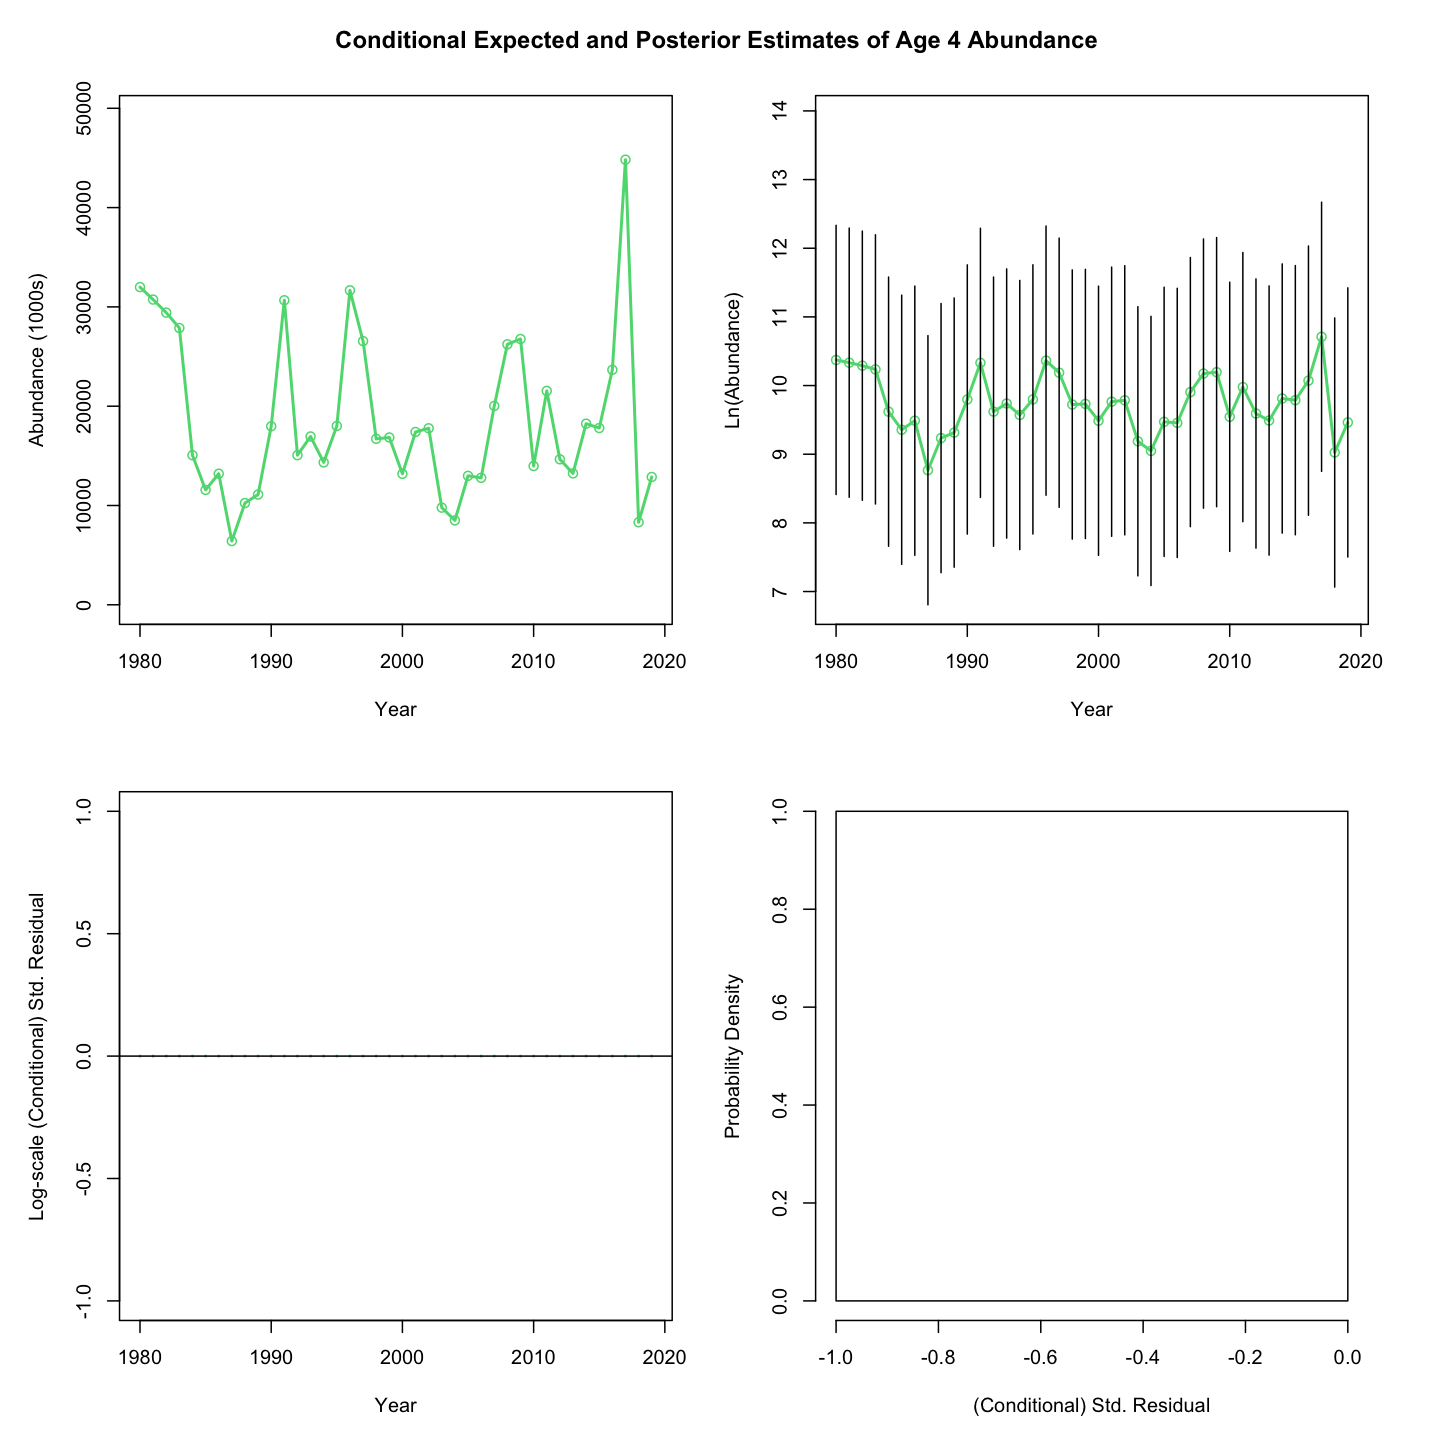 Conditional Expected and Posterior Estimates of Age 4 Abundance
Abundance (1000s)
50000
40000
30000
20000
10000
0
1980 1990 2000 2010 2020
Year
Ln(Abundance)
14
13
12
11
10
9
8
7
1980 1990 2000 2010 2020
Year
Log-scale (Conditional) Std. Residual
1.0
0.5
0.0
-0.5
-1.0
1980 1990 2000 2010 2020
Year
Probability Density
1.0
0.8
0.6
0.4
0.2
0.0
-1.0 -0.8 -0.6 -0.4 -0.2 0.0
(Conditional) Std. Residual